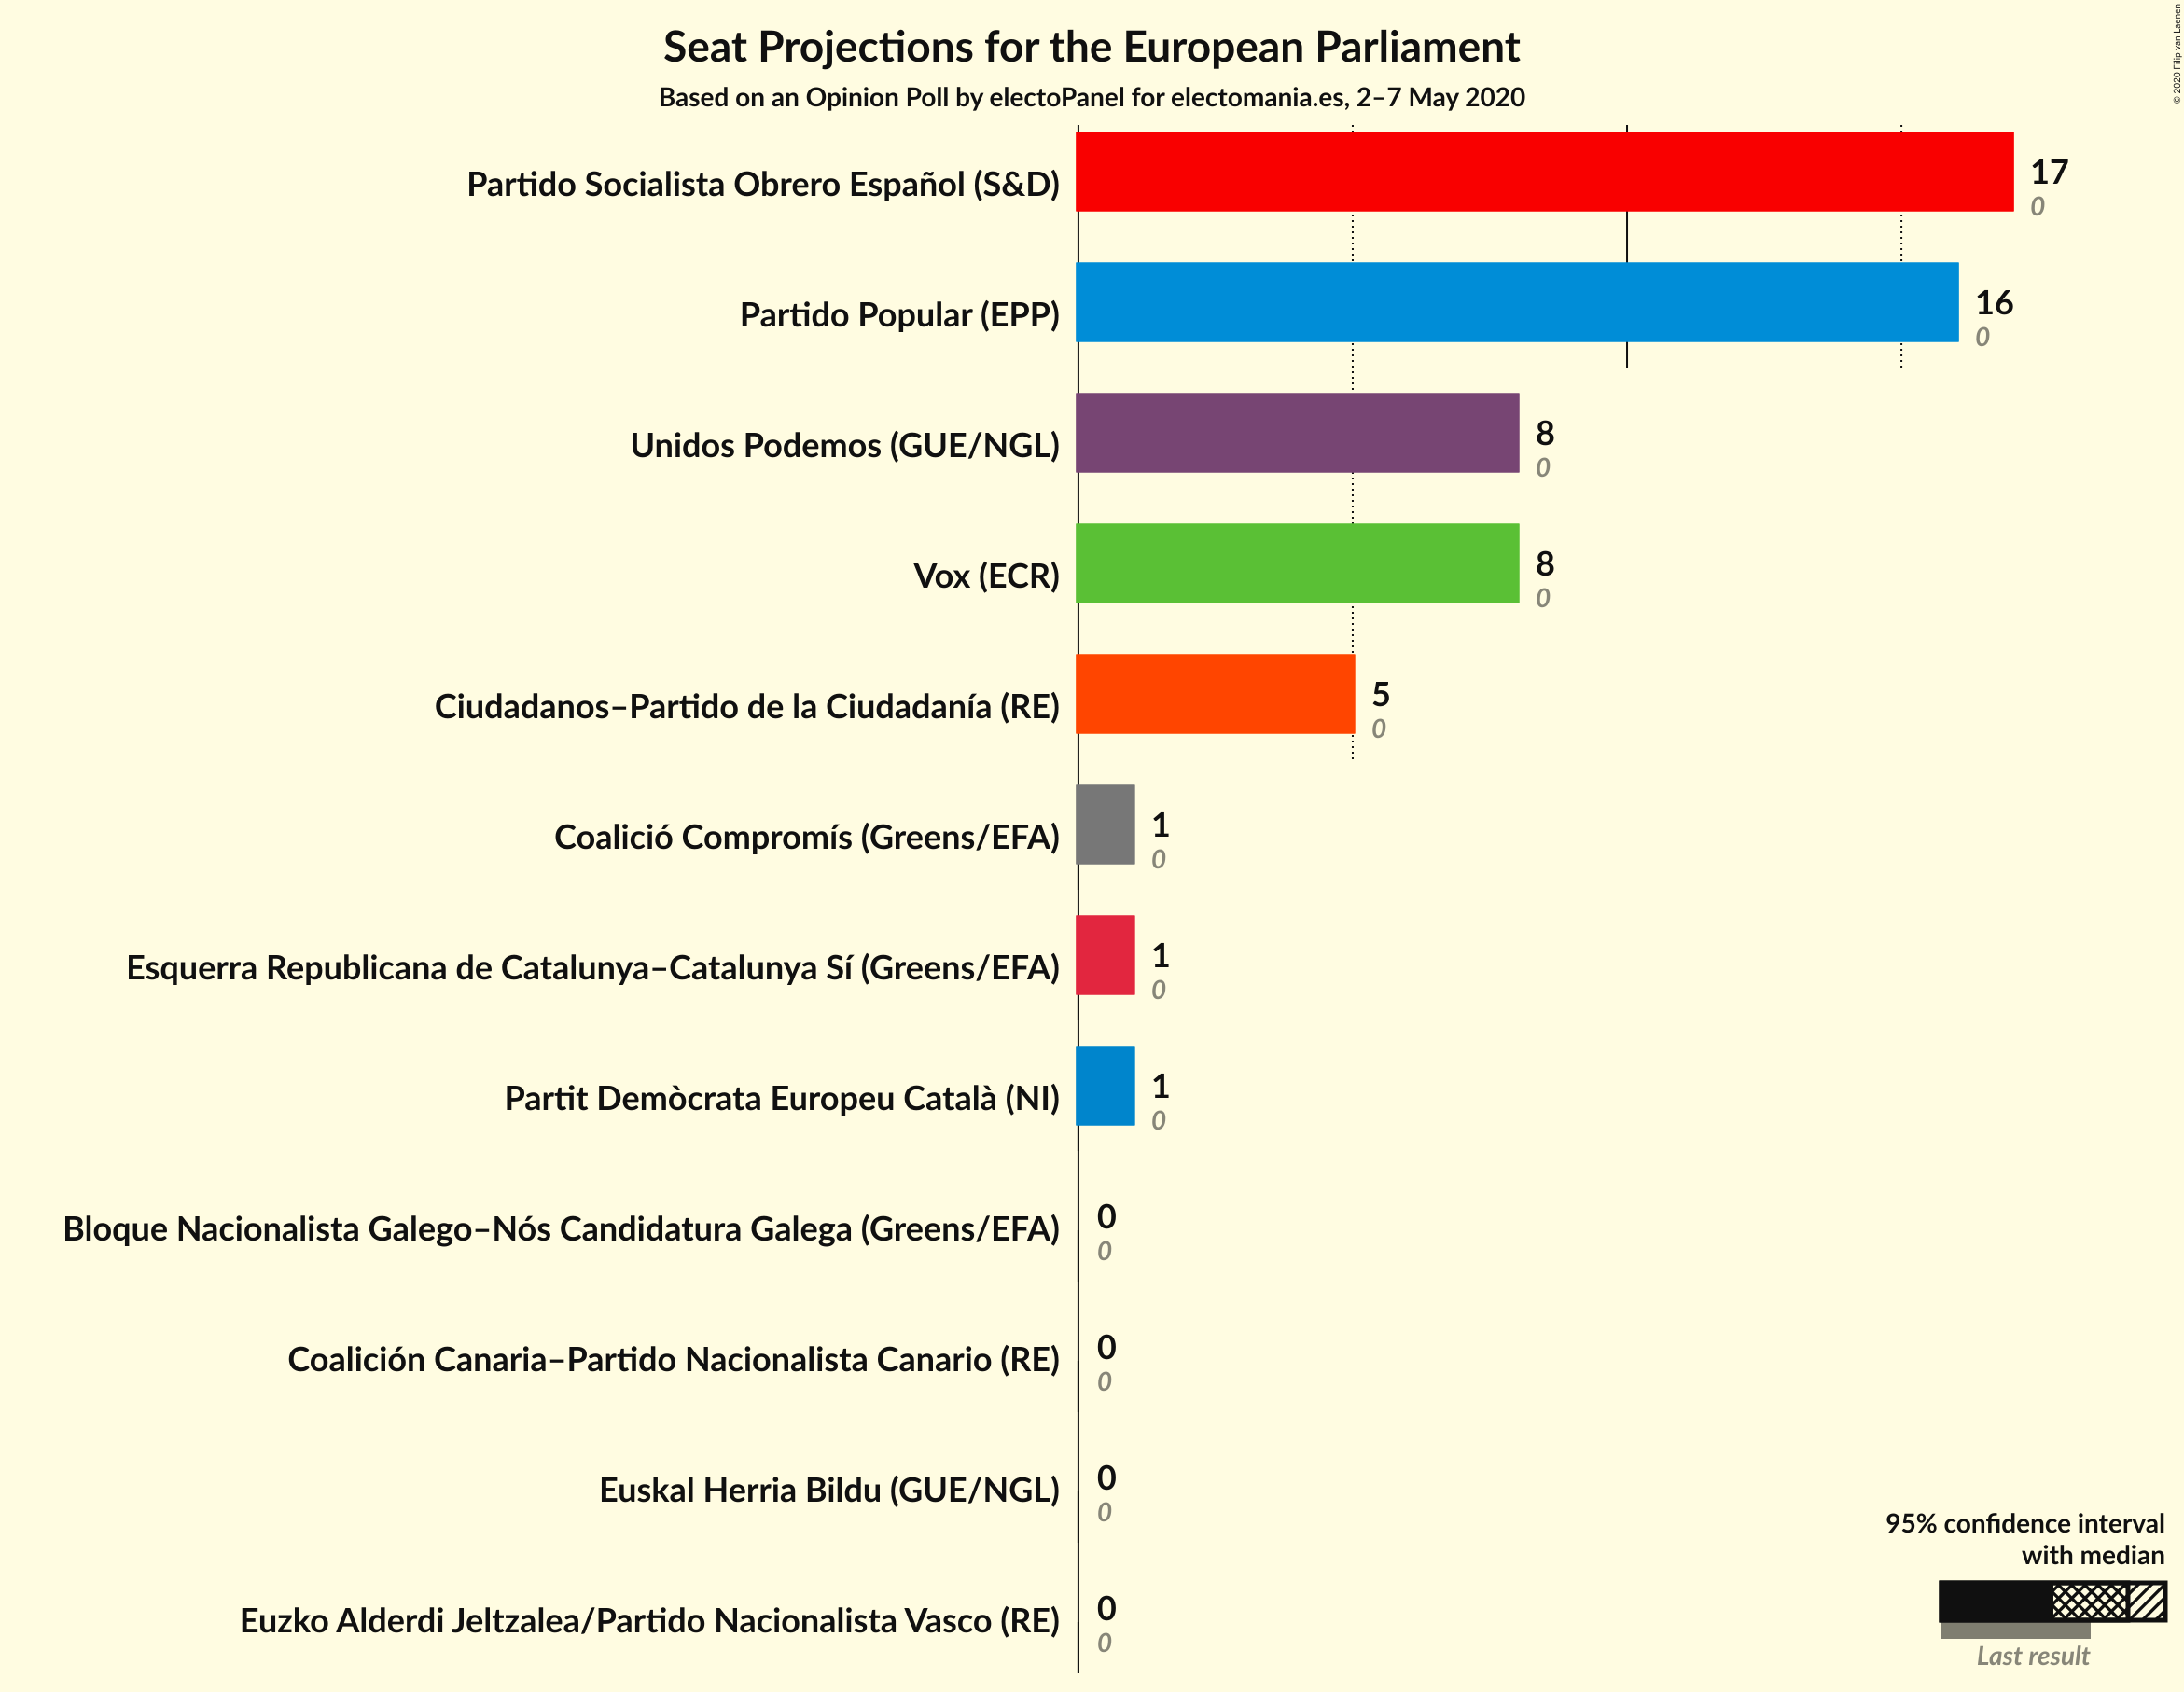 Seat Projections for the European Parliament
Based on an Opinion Poll by electoPanel for electomania.es, 2–7 May 2020
© 2020 Filip van Laenen
Partido Socialista Obrero Español (S&D)
17
0
Partido Popular (EPP)
16
0
Unidos Podemos (GUE/NGL)
8
0
Vox (ECR)
8
0
Ciudadanos–Partido de la Ciudadanía (RE)
5
0
Coalició Compromís (Greens/EFA)
1
0
Esquerra Republicana de Catalunya–Catalunya Sí (Greens/EFA)
1
0
Partit Demòcrata Europeu Català (NI)
1
0
Bloque Nacionalista Galego–Nós Candidatura Galega (Greens/EFA)
0
0
Coalición Canaria–Partido Nacionalista Canario (RE)
0
0
Euskal Herria Bildu (GUE/NGL)
0
0
Euzko Alderdi Jeltzalea/Partido Nacionalista Vasco (RE)
0
0
95% confidence interval
with median
Last result